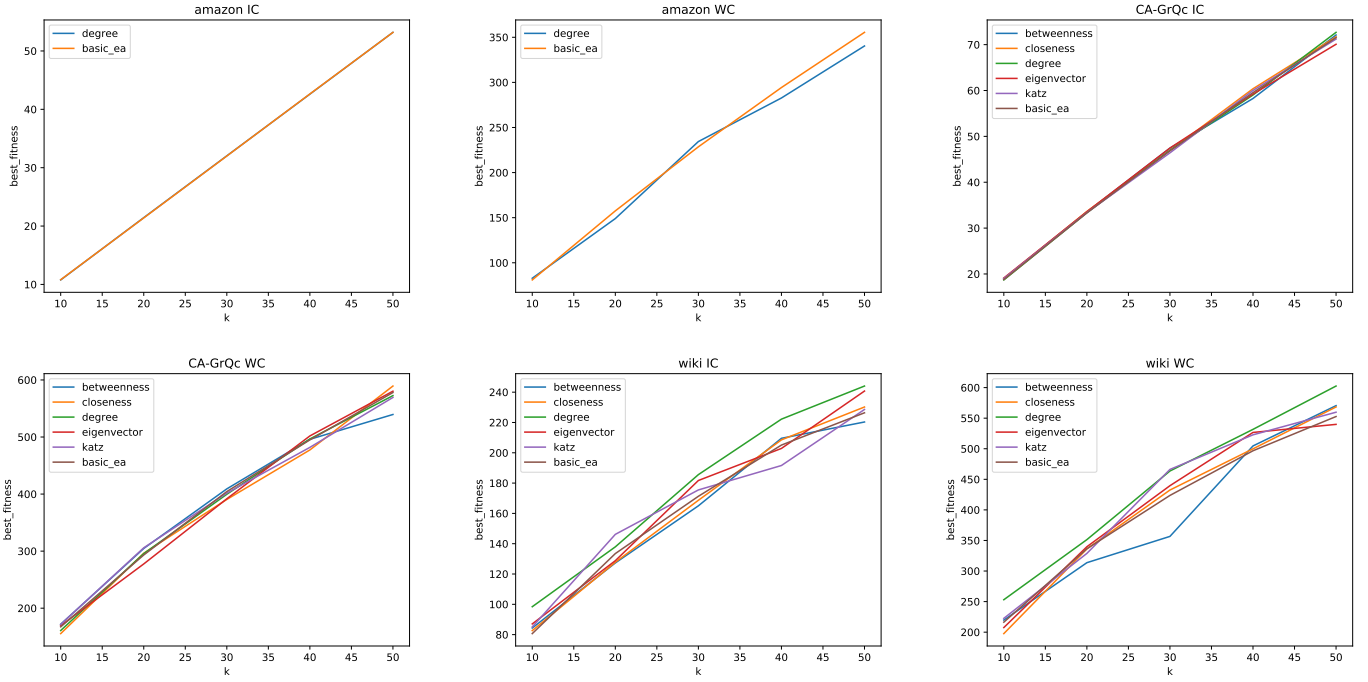 amazon IC
degree
basic_ea
50
40
30
20
10
best_fitness
10 15 20 25 30 35 40 45 50
k
amazon WC
degree
basic_ea
350
300
250
200
150
100
best_fitness
10 15 20 25 30 35 40 45 50
k
CA-GrQc IC
betweenness
closeness
degree
eigenvector
katz
basic_ea
70
60
50
40
30
20
best_fitness
10 15 20 25 30 35 40 45 50
k
CA-GrQc WC
betweenness
closeness
degree
eigenvector
katz
basic_ea
600
500
400
300
200
best_fitness
10 15 20 25 30 35 40 45 50
k
wiki IC
betweenness
closeness
degree
eigenvector
katz
basic_ea
240
220
200
180
160
140
120
100
80
best_fitness
10 15 20 25 30 35 40 45 50
k
wiki WC
betweenness
closeness
degree
eigenvector
katz
basic_ea
600
550
500
450
400
350
300
250
200
best_fitness
10 15 20 25 30 35 40 45 50
k